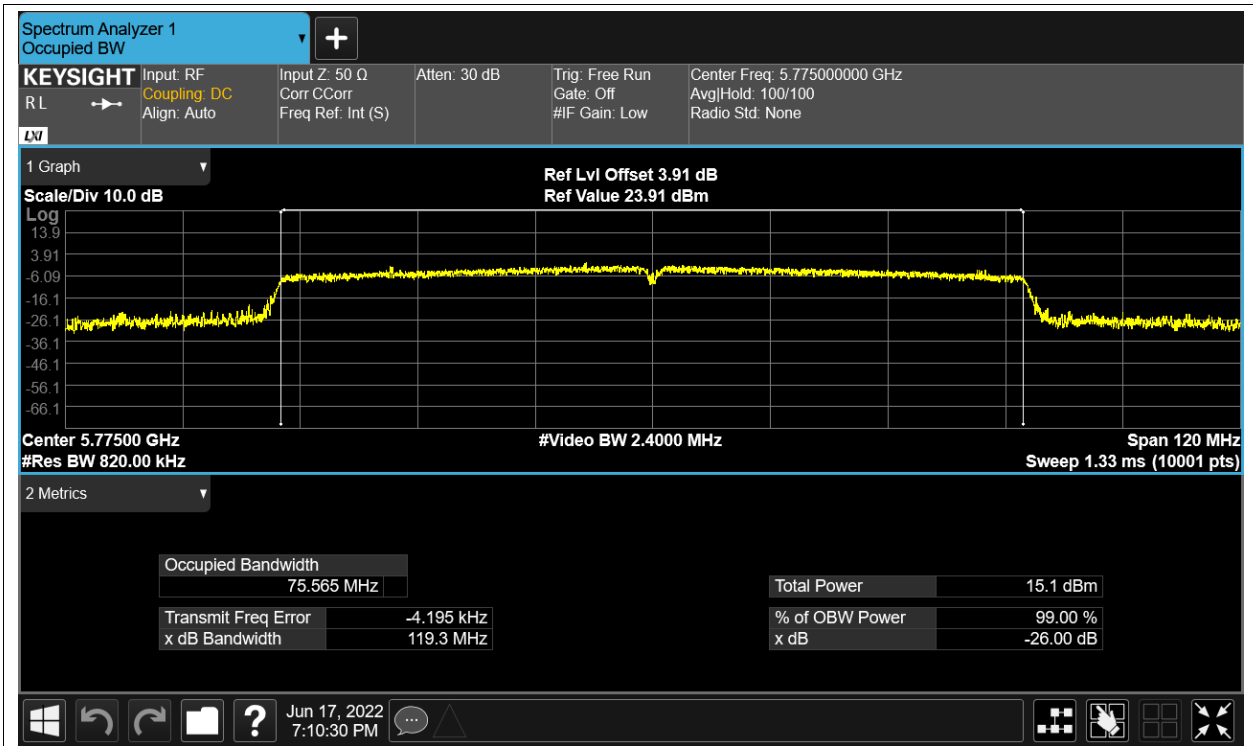 Spectrum Analyzer 1
Occupied BW
KEYSIGHT
R L
LXI
Input: RF
Coupling: DC
Align: Auto
Input Z: 50 Ω
Corr CCorr
Freq Ref: Int (S)
Atten: 30 dB
Trig: Free Run
Gate: Off
#IF Gain: Low
Center Freq: 5.775000000 GHz
Avg|Hold: 100/100
Radio Std: None
1 Graph
Scale/Div 10.0 dB
Ref Lvl Offset 3.91 dB
Ref Value 23.91 dBm
Log
13.9
3.91
-6.09
-16.1
-26.1
-36.1
-46.1
-56.1
-66.1
Center 5.77500 GHz
#Video BW 2.4000 MHz
Span 120 MHz
#Res BW 820.00 kHz
Sweep 1.33 ms (10001 pts)
2 Metrics
Occupied Bandwidth
75.565 MHz
Total Power 15.1 dBm
Transmit Freq Error -4.195 kHz
% of OBW Power 99.00 %
x dB Bandwidth 119.3 MHz
x dB -26.00 dB
?
Jun 17, 2022
7:10:30 PM